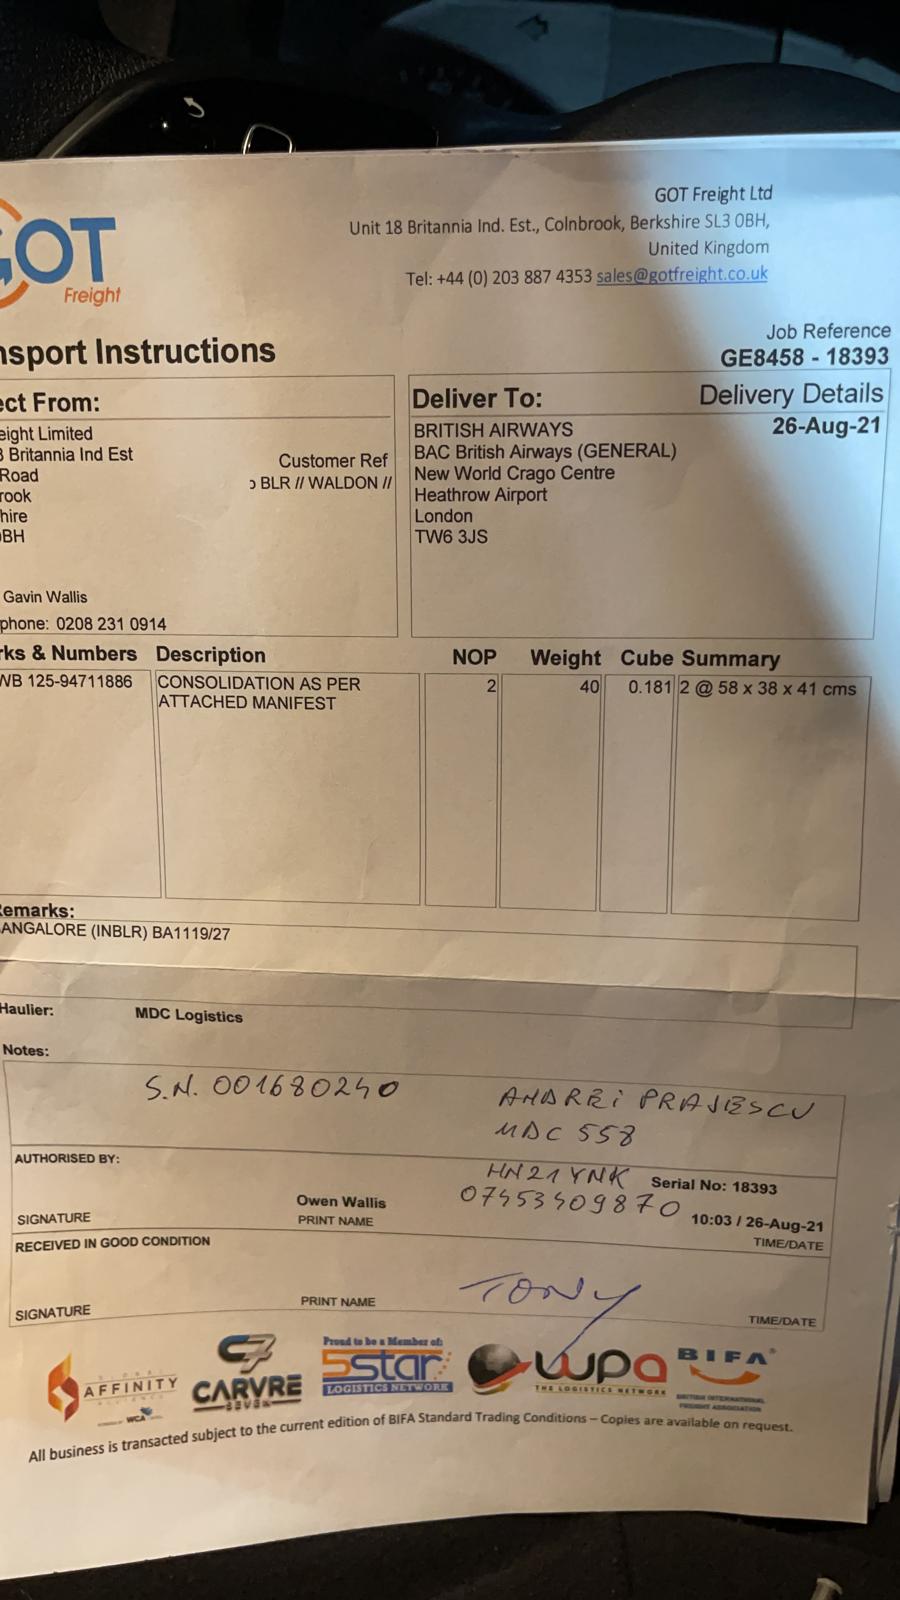 GOT
Freight
GOT Freight Ltd
Unit 18 Britannia Ind. Est., Colnbrook, Berkshire SL3 0BH,
United Kingdom
Tel: +44 (0) 203 887 4353 sales@gotfreight.co.uk
nsport Instructions
Job Reference
GE8458 - 18393
ect From:
eight Limited
8 Britannia Ind Est
Road
rook
hire
0BH
Customer Ref
BLR // WALDON //
Gavin Wallis
phone: 0208 231 0914
Deliver To:
Delivery Details
26-Aug-21
BRITISH AIRWAYS
BAC British Airways (GENERAL)
New World Crago Centre
Heathrow Airport
London
TW6 3JS
rks & Numbers Description NOP Weight Cube Summary
WB 125-94711886 CONSOLIDATION AS PER 2 40 0.181 2 @ 58 x 38 x 41 cms
ATTACHED MANIFEST
Remarks:
ANGALORE (INBLR) BA1119/27
Haulier: MDC Logistics
Notes:
S.N. 001680240
ANDREI PRAJESCU
MDC 558
HN21YNK
07453409870
AUTHORISED BY:
Serial No: 18393
Owen Wallis
10:03 / 26-Aug-21
SIGNATURE PRINT NAME TIME/DATE
RECEIVED IN GOOD CONDITION
TONY
SIGNATURE PRINT NAME TIME/DATE
AFFINITY
WCA
CARVRE
SEVEN
Proud to be a Member of:
5star
LOGISTICS NETWORK
wpa
THE LOGISTICS NETWORK
BIFA
BRITISH INTERNATIONAL
FREIGHT ASSOCIATION
All business is transacted subject to the current edition of BIFA Standard Trading Conditions – Copies are available on request.